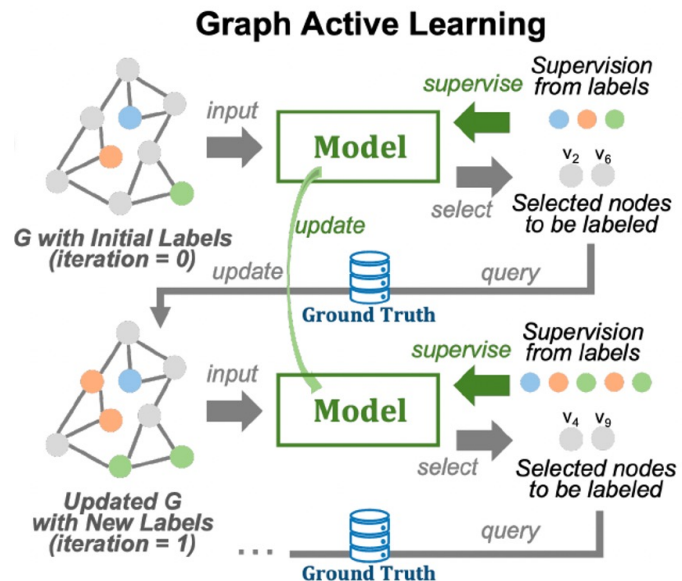 Graph Active Learning
input
Model
supervise
Supervision
from labels
select
v2 v6
Selected nodes
to be labeled
G with Initial Labels
(iteration = 0)
update
update
query
Ground Truth
input
Model
supervise
Supervision
from labels
select
v4 v9
Selected nodes
to be labeled
Updated G
with New Labels
(iteration = 1)
....
query
Ground Truth